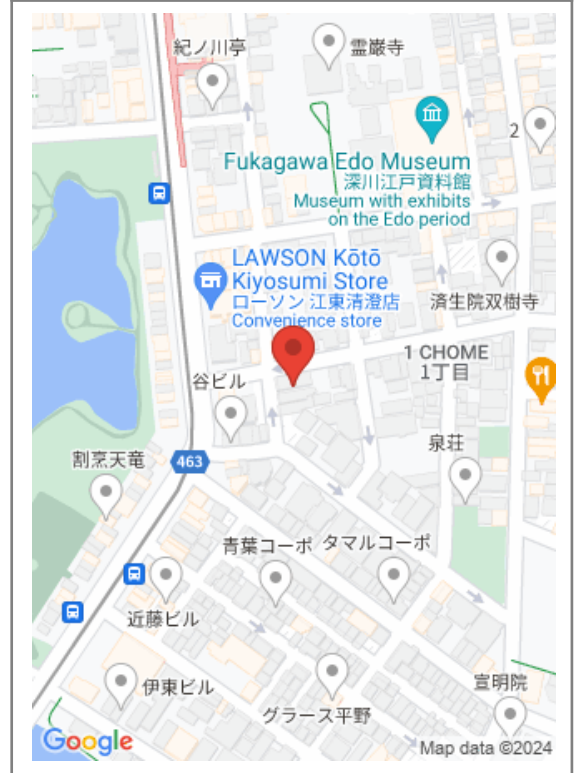 紀ノ川亭
霊巌寺
2
Fukagawa Edo Museum
深川江戸資料館
Museum with exhibits
on the Edo period
LAWSON Kōtō
Kiyosumi Store
ローソン 江東清澄店
Convenience store
済生院双樹寺
1 CHOME
1丁目
谷ビル
泉荘
割烹天竜
463
青葉コーポ
タマルコーポ
近藤ビル
伊東ビル
宣明院
グラース平野
Google
Map data ©2024